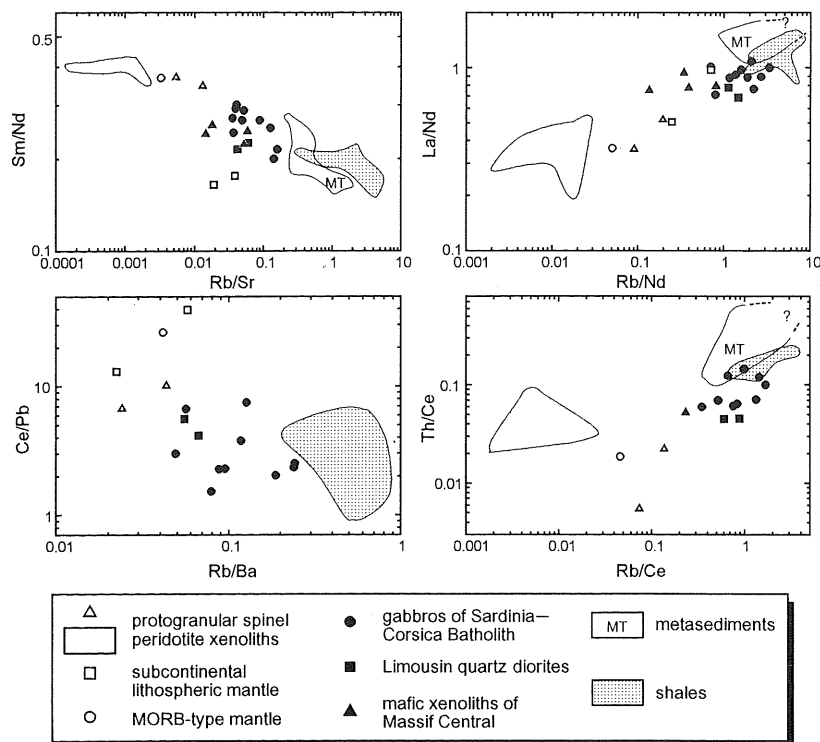 0.5
Sm/Nd
MT
0.1
0.0001
0.001
0.01
0.1
1
10
Rb/Sr
?
MT
1
La/Nd
0.1
0.001
0.01
0.1
1
10
Rb/Nd
10
Ce/Pb
1
0.01
0.1
1
Rb/Ba
?
MT
0.1
Th/Ce
0.01
0.001
0.01
0.1
1
Rb/Ce
protogranular spinel
peridotite xenoliths
subcontinental
lithospheric mantle
MORB-type mantle
gabbros of Sardinia—
Corsica Batholith
Limousin quartz diorites
mafic xenoliths of
Massif Central
MT
metasediments
shales